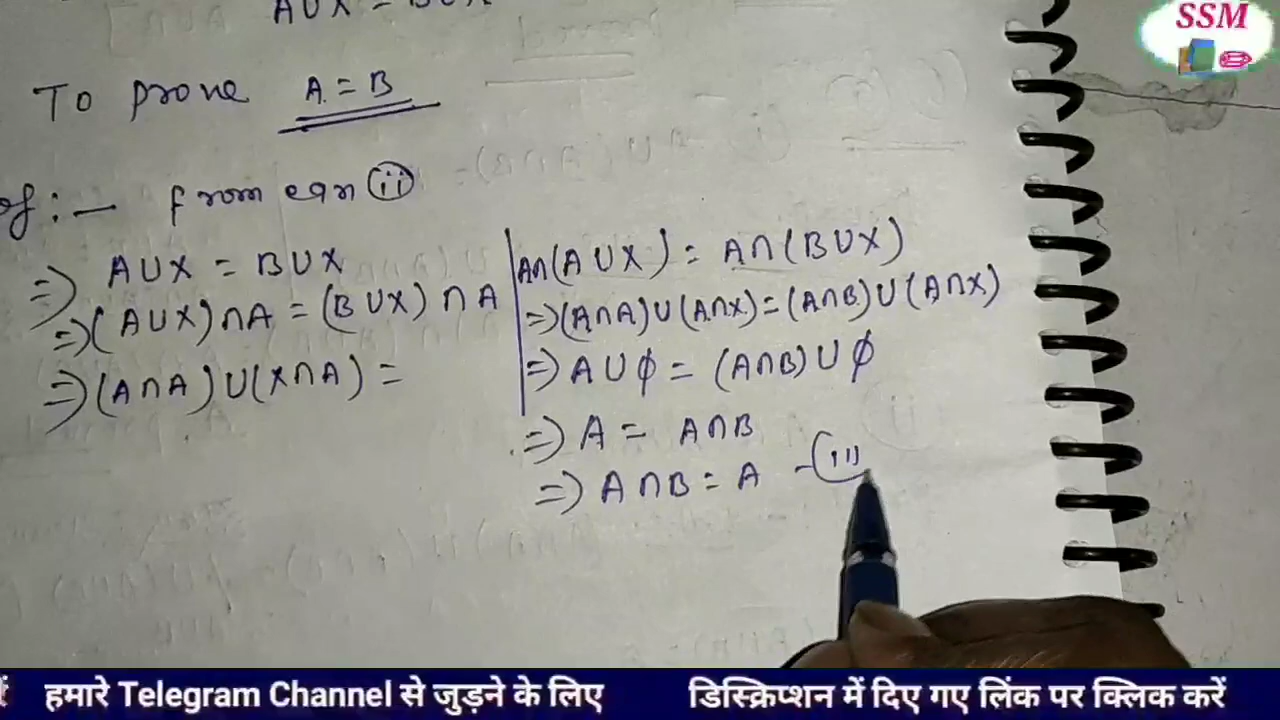 A∪X = B∪X
SSM
To prove A = B
of :— from eqn (ii)
⇒ A∪X = B∪X
⇒ (A∪X)∩A = (B∪X)∩A
⇒ (A∩A)∪(X∩A) =
A∩(A∪X) = A∩(B∪X)
⇒ (A∩A)∪(A∩X) = (A∩B)∪(A∩X)
⇒ A∪ϕ = (A∩B)∪ϕ
⇒ A = A∩B
⇒ A∩B = A –(iii
हमारे Telegram Channel से जुड़ने के लिए डिस्क्रिप्शन में दिए गए लिंक पर क्लिक करें